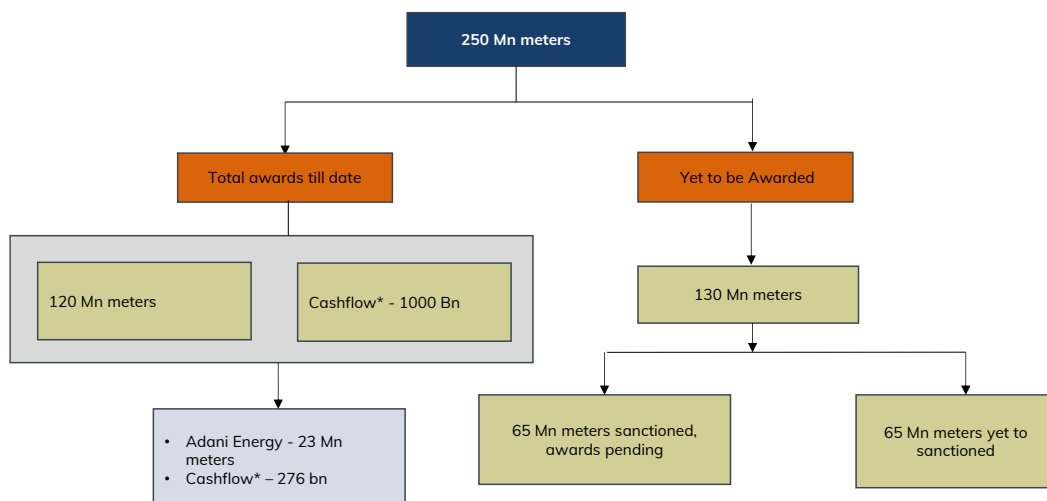 250 Mn meters
Total awards till date
Yet to be Awarded
120 Mn meters
Cashflow* - 1000 Bn
130 Mn meters
• Adani Energy - 23 Mn
meters
• Cashflow* – 276 bn
65 Mn meters sanctioned,
awards pending
65 Mn meters yet to
sanctioned